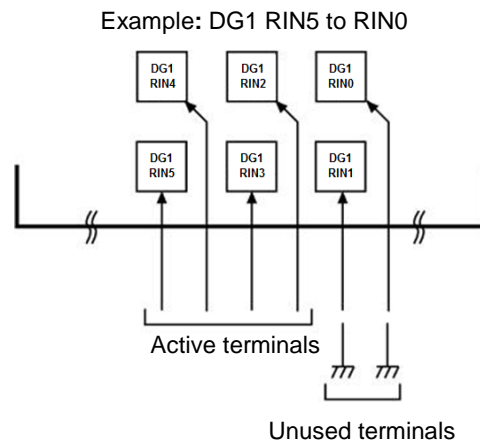 Example: DG1 RIN5 to RIN0
DG1
RIN4
DG1
RIN2
DG1
RIN0
DG1
RIN5
DG1
RIN3
DG1
RIN1
Active terminals
Unused terminals